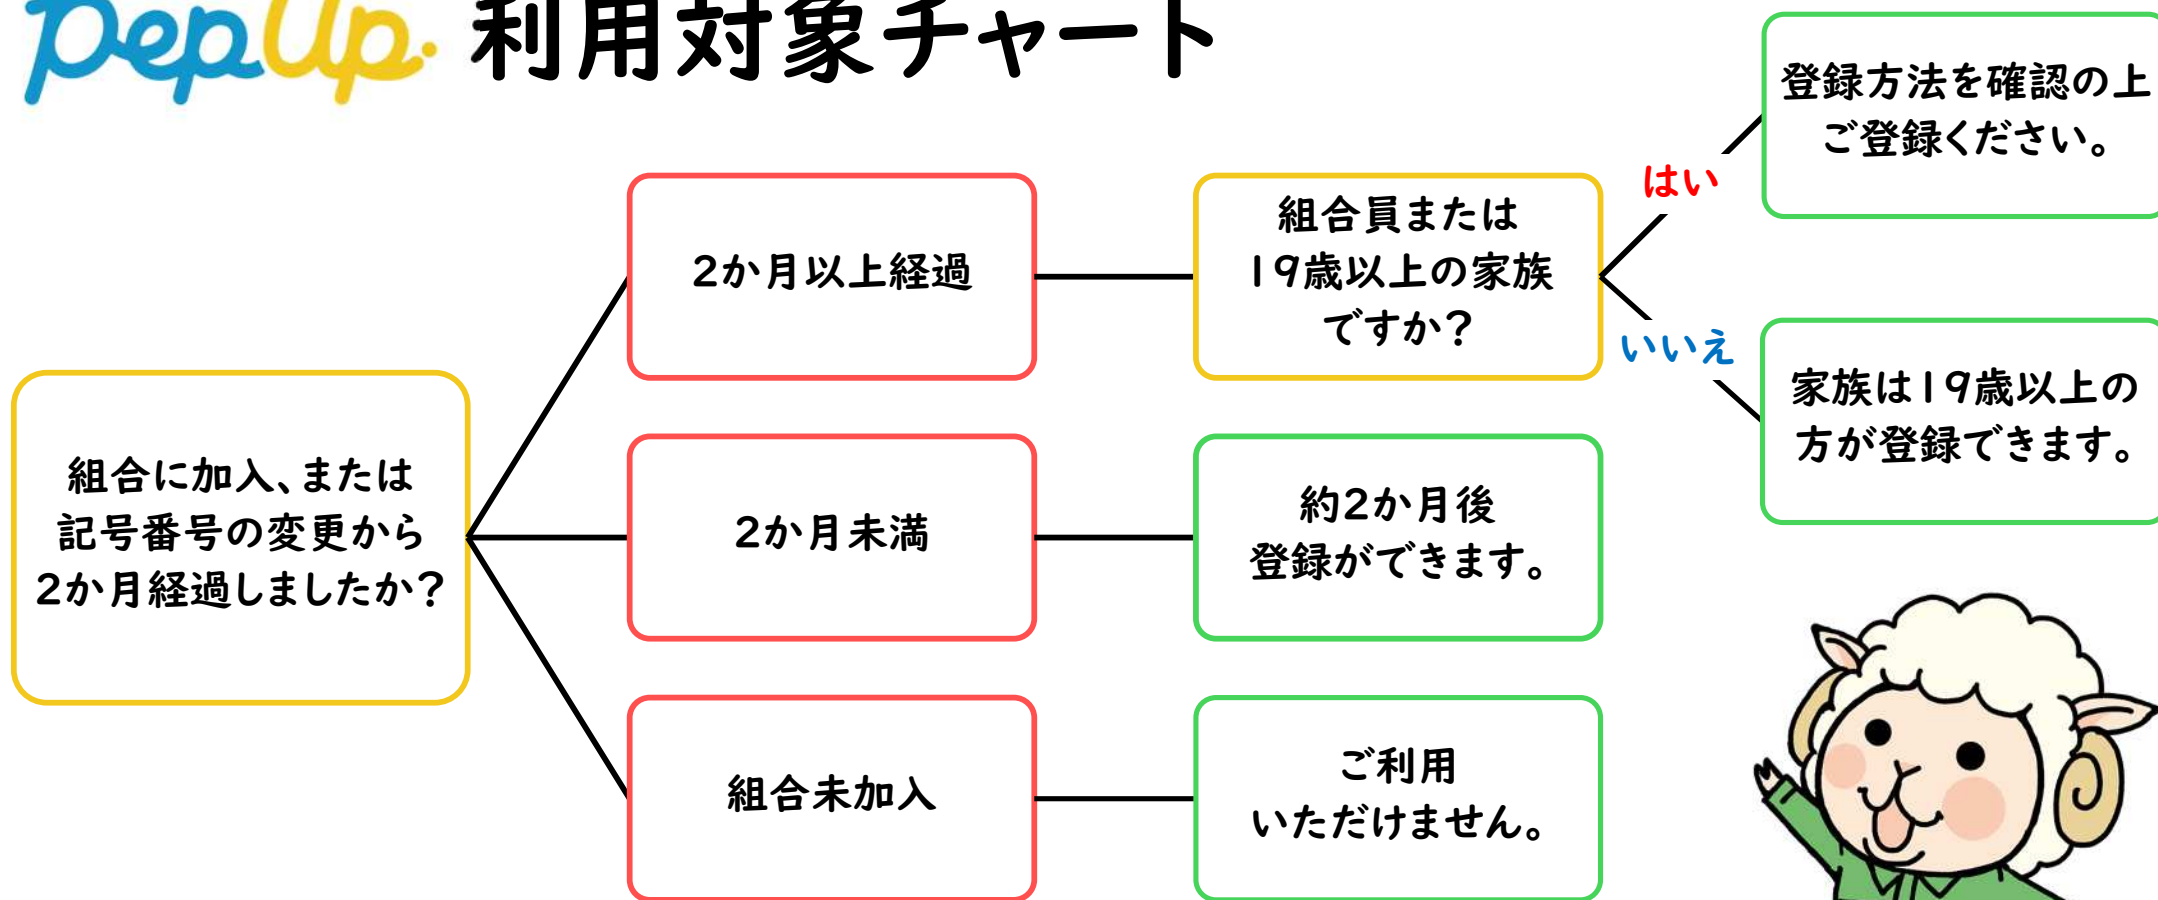 PepUp. 利用対象チャート
組合に加入、または
記号番号の変更から
2か月経過しましたか?
2か月以上経過
組合員または
19歳以上の家族
ですか?
はい
登録方法を確認の上
ご登録ください。
いいえ
家族は19歳以上の
方が登録できます。
2か月未満
約2か月後
登録ができます。
組合未加入
ご利用
いただけません。